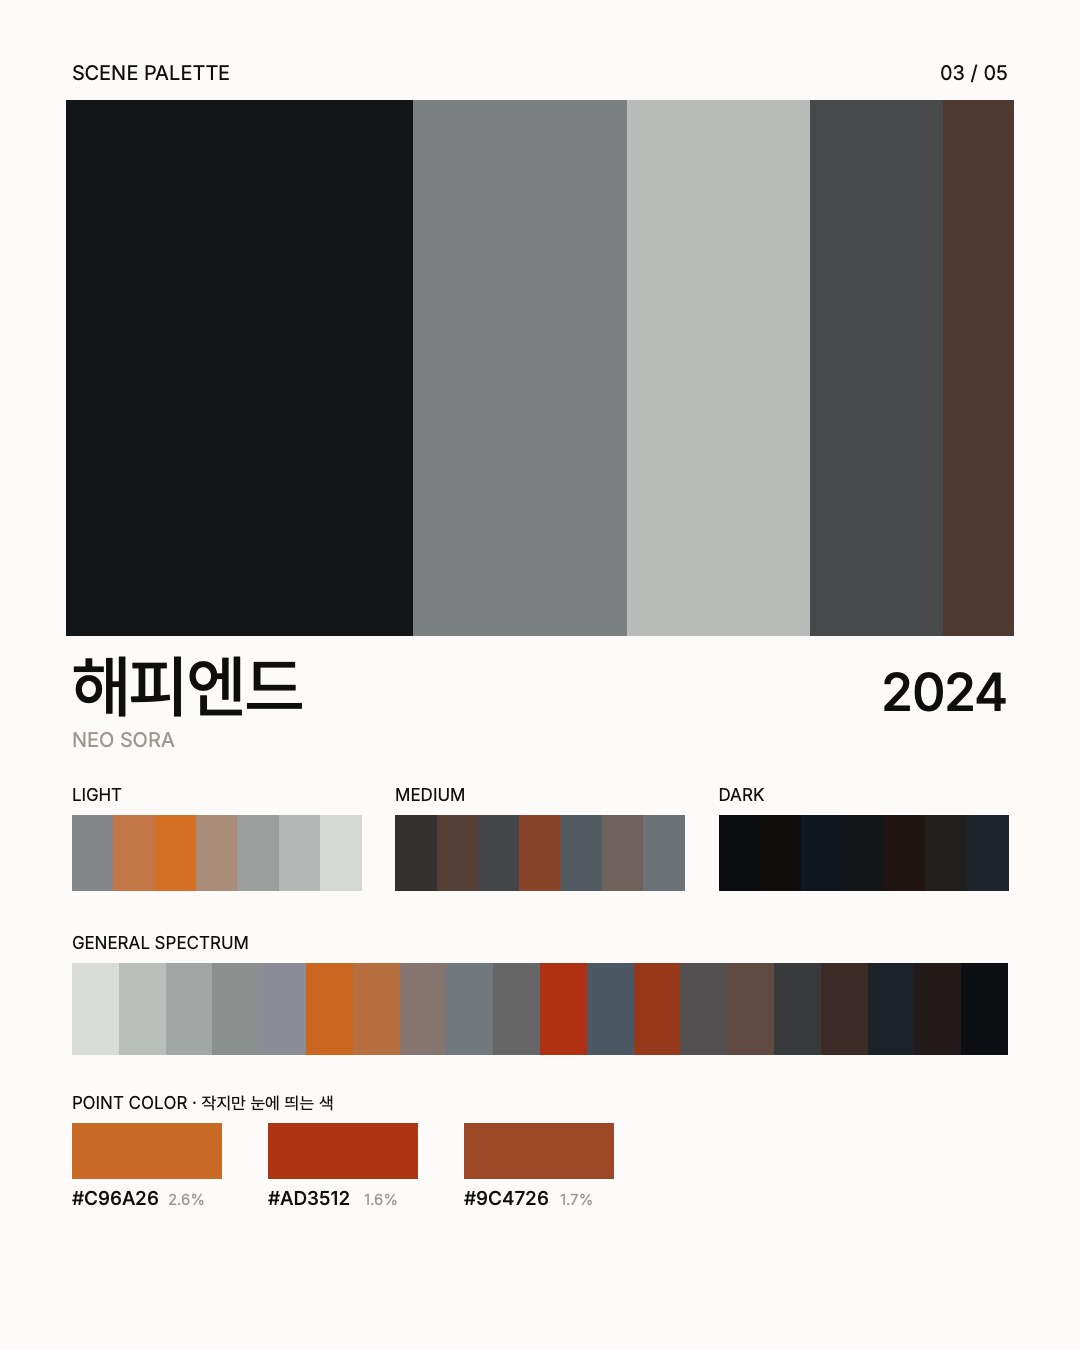 SCENE PALETTE
03 / 05
해피엔드
2024
NEO SORA
LIGHT
MEDIUM
DARK
GENERAL SPECTRUM
POINT COLOR · 작지만 눈에 띄는 색
#C96A26 2.6%
#AD3512 1.6%
#9C4726 1.7%